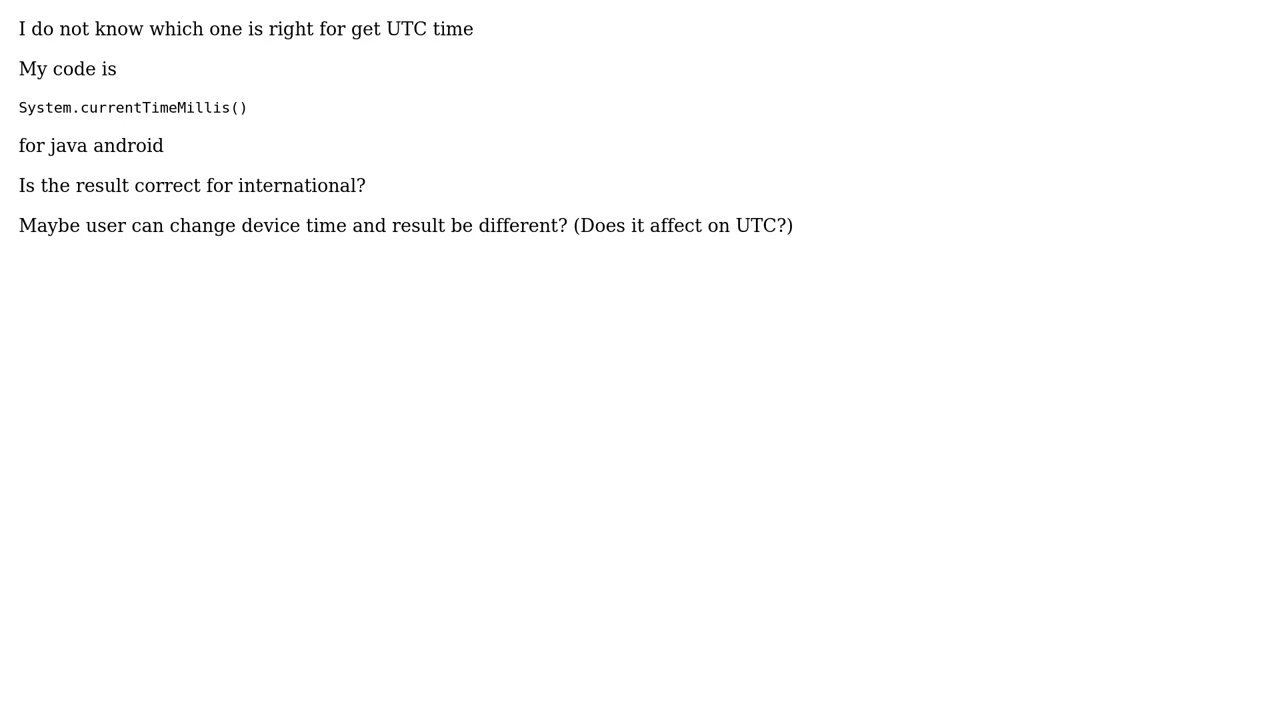 I do not know which one is right for get UTC time
My code is
System.currentTimeMillis()
for java android
Is the result correct for international?
Maybe user can change device time and result be different? (Does it affect on UTC?)